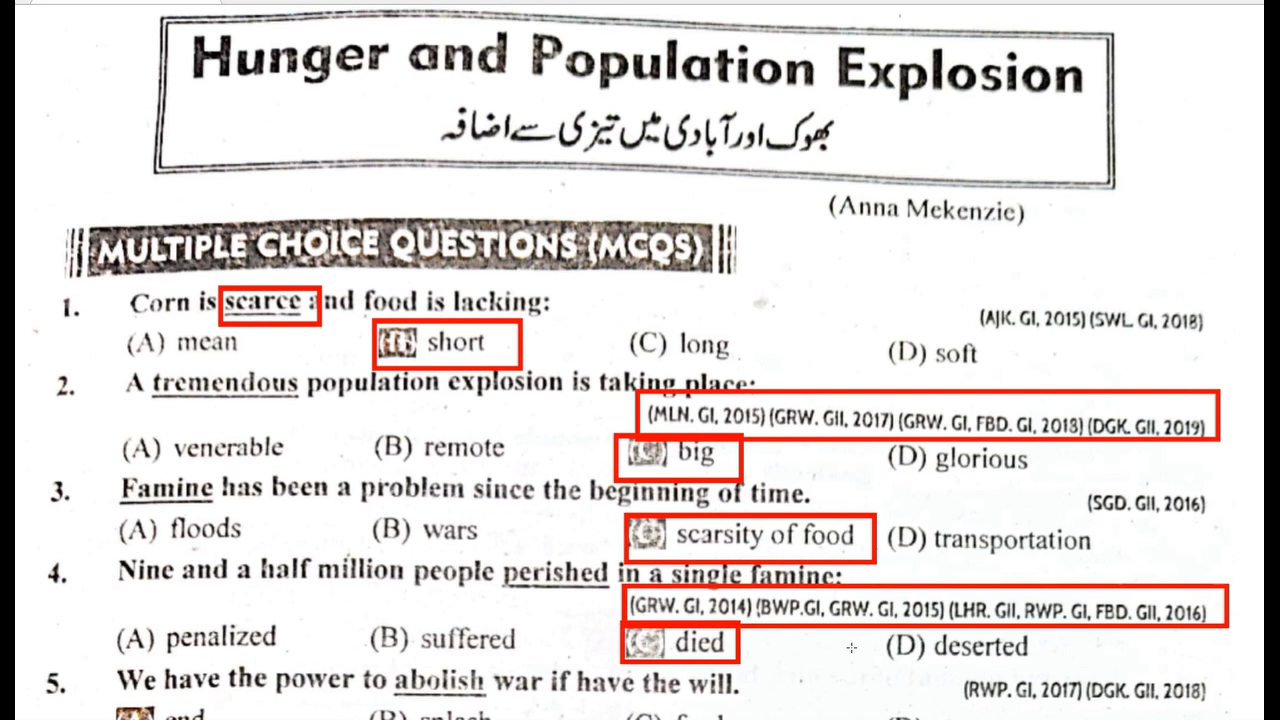 Hunger and Population Explosion
بھوک اور آبادی میں تیزی سے اضافہ
(Anna Mckenzie)
MULTIPLE CHOICE QUESTIONS (MCQS)
1. Corn is scarce and food is lacking:
(AJK. GI, 2015) (SWL. GI, 2018)
(A) mean short (C) long (D) soft
2. A tremendous population explosion is taking place:
(MLN. GI, 2015) (GRW. GII, 2017) (GRW. GI, FBD. GI, 2018) (DGK. GII, 2019)
(A) venerable (B) remote big (D) glorious
3. Famine has been a problem since the beginning of time.
(SGD. GII, 2016)
(A) floods (B) wars scarsity of food (D) transportation
4. Nine and a half million people perished in a single famine:
(GRW. GI, 2014) (BWP.GI, GRW. GI, 2015) (LHR. GII, RWP. GI, FBD. GII, 2016)
(A) penalized (B) suffered died (D) deserted
5. We have the power to abolish war if have the will.
(RWP. GI, 2017) (DGK. GII, 2018)
end (B) splash